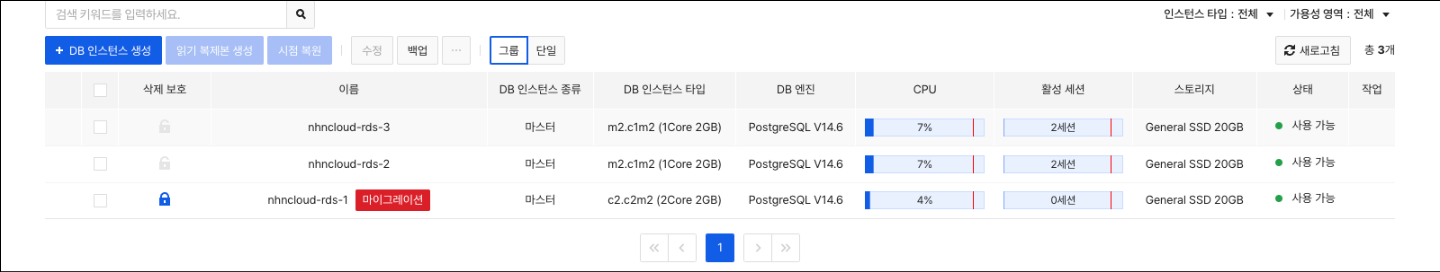 검색 키워드를 입력하세요.
인스턴스 타입 : 전체 가용성 영역 : 전체
+ DB 인스턴스 생성 읽기 복제본 생성 시점 복원 수정 백업 ··· 그룹 단일 새로고침 총 3개
삭제 보호 이름 DB 인스턴스 종류 DB 인스턴스 타입 DB 엔진 CPU 활성 세션 스토리지 상태 작업
nhncloud-rds-3 마스터 m2.c1m2 (1Core 2GB) PostgreSQL V14.6 7% 2세션 General SSD 20GB 사용 가능
nhncloud-rds-2 마스터 m2.c1m2 (1Core 2GB) PostgreSQL V14.6 7% 2세션 General SSD 20GB 사용 가능
nhncloud-rds-1 마이그레이션 마스터 c2.c2m2 (2Core 2GB) PostgreSQL V14.6 4% 0세션 General SSD 20GB 사용 가능
1